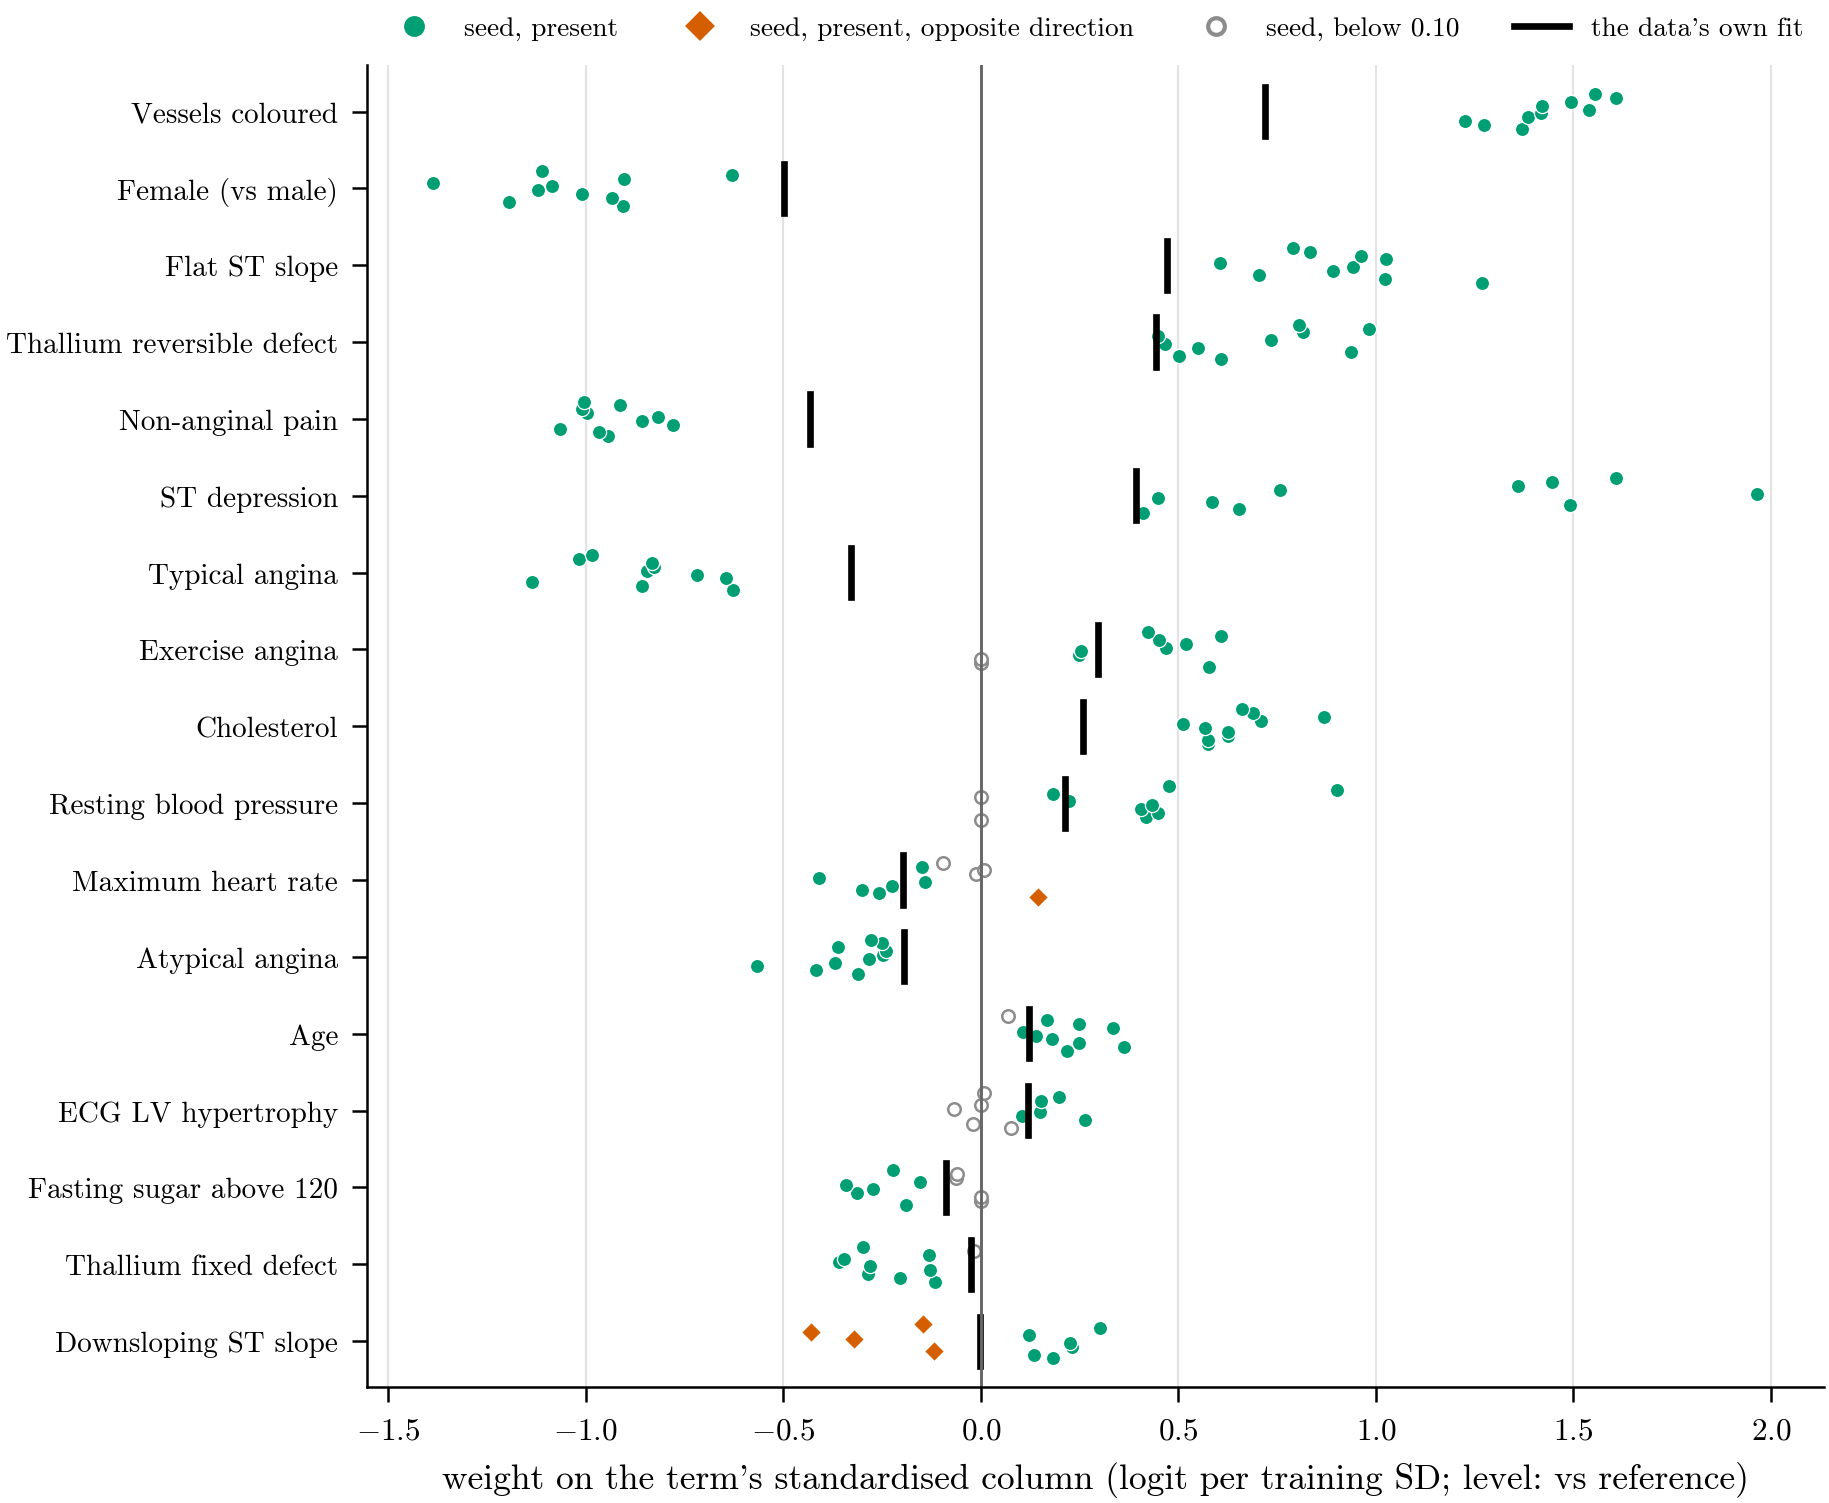 seed, present
seed, present, opposite direction
seed, below 0.10
the data's own fit
Vessels coloured
Female (vs male)
Flat ST slope
Thallium reversible defect
Non-anginal pain
ST depression
Typical angina
Exercise angina
Cholesterol
Resting blood pressure
Maximum heart rate
Atypical angina
Age
ECG LV hypertrophy
Fasting sugar above 120
Thallium fixed defect
Downsloping ST slope
−1.5 −1.0 −0.5 0.0 0.5 1.0 1.5 2.0
weight on the term's standardised column (logit per training SD; level: vs reference)